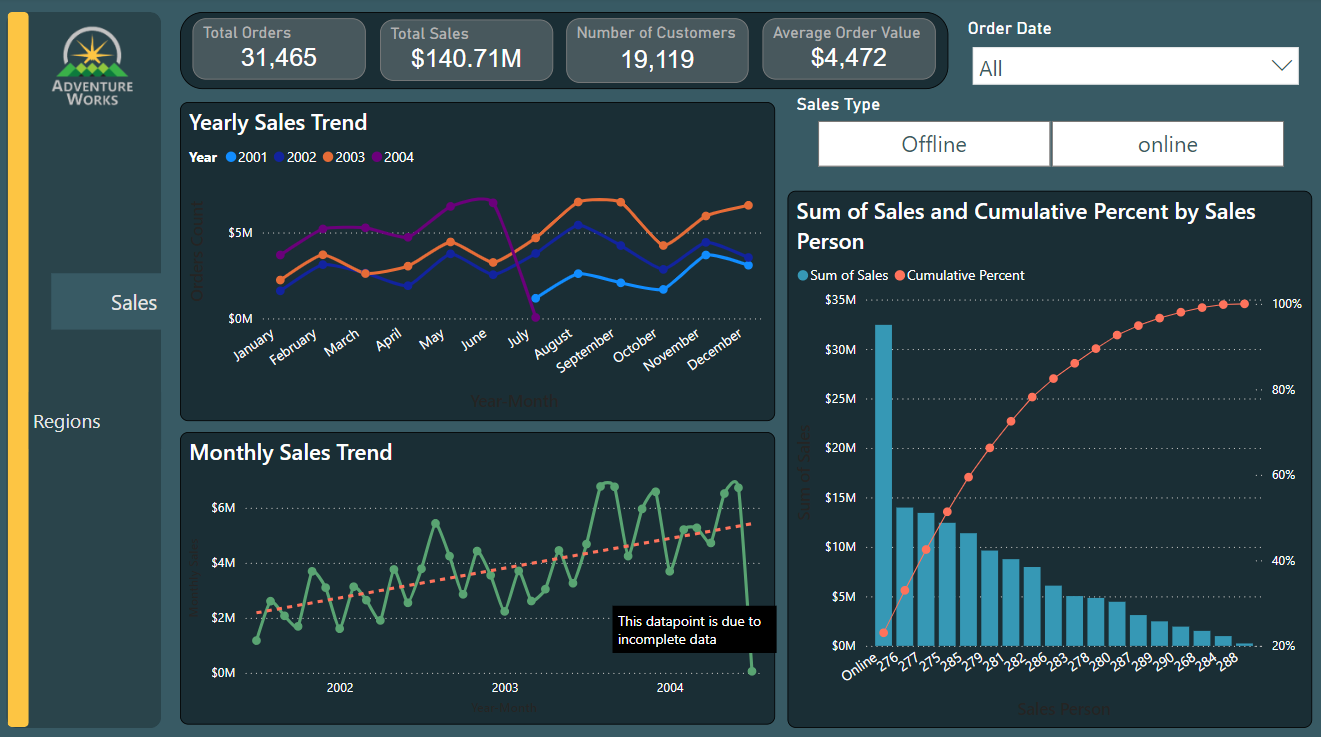 ADVENTURE
WORKS
Sales
Regions
Total Orders
31,465
Total Sales
$140.71M
Number of Customers
19,119
Average Order Value
$4,472
Order Date
All
Sales Type
Offline
online
Yearly Sales Trend
Year 2001 2002 2003 2004
Orders Count
$5M
$0M
January
February
March
April
May
June
July
August
September
October
November
December
Year-Month
Monthly Sales Trend
$6M
$4M
$2M
$0M
This datapoint is due to
incomplete data
2002
2003
2004
Year-Month
Sum of Sales and Cumulative Percent by Sales
Person
Sum of Sales Cumulative Percent
Sum of Sales
$35M
$30M
$25M
$20M
$15M
$10M
$5M
$0M
100%
80%
60%
40%
20%
Online
276
277
275
285
279
281
282
286
283
278
280
287
289
290
268
284
288
Sales Person